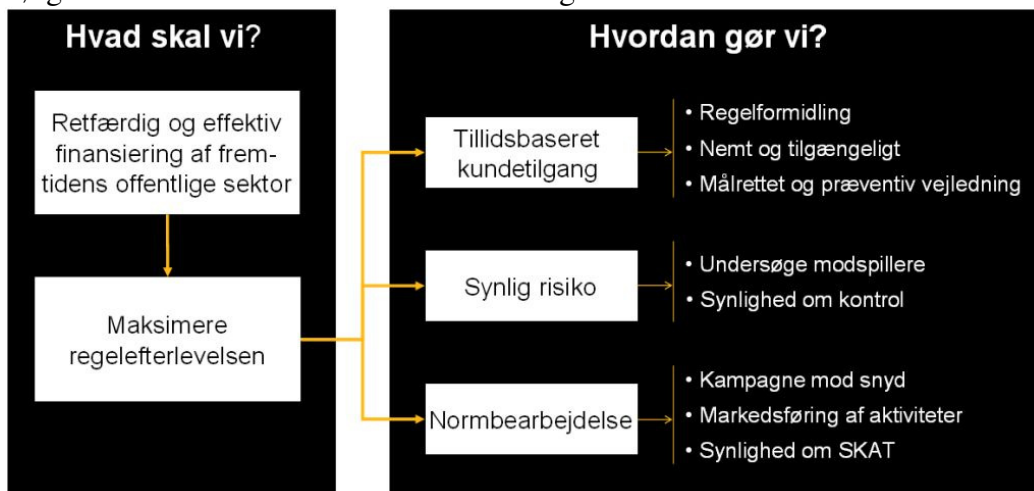 Hvad skal vi?
Retfærdig og effektiv
finansiering af frem-
tidens offentlige sektor
Maksimere
regelefterlevelsen
Hvordan gør vi?
Tillidsbaseret
kundetilgang
• Regelformidling
• Nemt og tilgængeligt
• Målrettet og præventiv vejledning
Synlig risiko
• Undersøge modspillere
• Synlighed om kontrol
Normbearbejdelse
• Kampagne mod snyd
• Markedsføring af aktiviteter
• Synlighed om SKAT